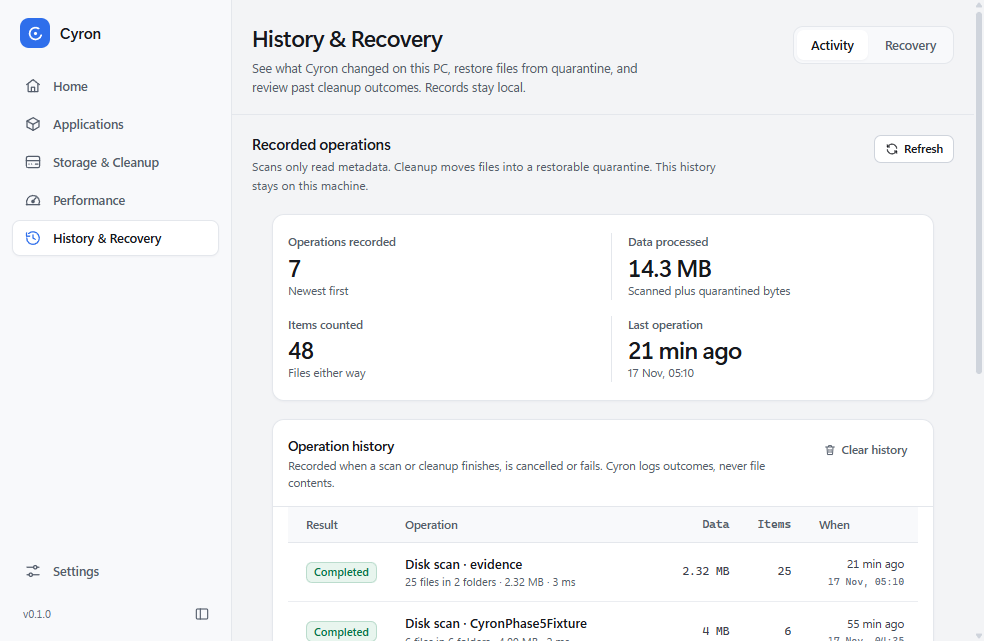 Cyron
Home
Applications
Storage & Cleanup
Performance
History & Recovery
Settings
v0.1.0
History & Recovery
See what Cyron changed on this PC, restore files from quarantine, and
review past cleanup outcomes. Records stay local.
Activity
Recovery
Recorded operations
Scans only read metadata. Cleanup moves files into a restorable quarantine. This history
stays on this machine.
Refresh
Operations recorded
7
Newest first
Data processed
14.3 MB
Scanned plus quarantined bytes
Items counted
48
Files either way
Last operation
21 min ago
17 Nov, 05:10
Operation history
Recorded when a scan or cleanup finishes, is cancelled or fails. Cyron logs outcomes, never file
contents.
Clear history
Result Operation Data Items When
Completed
Disk scan · evidence
25 files in 2 folders · 2.32 MB · 3 ms
2.32 MB
25
21 min ago
17 Nov, 05:10
Completed
Disk scan · CyronPhase5Fixture
4 MB
6
55 min ago